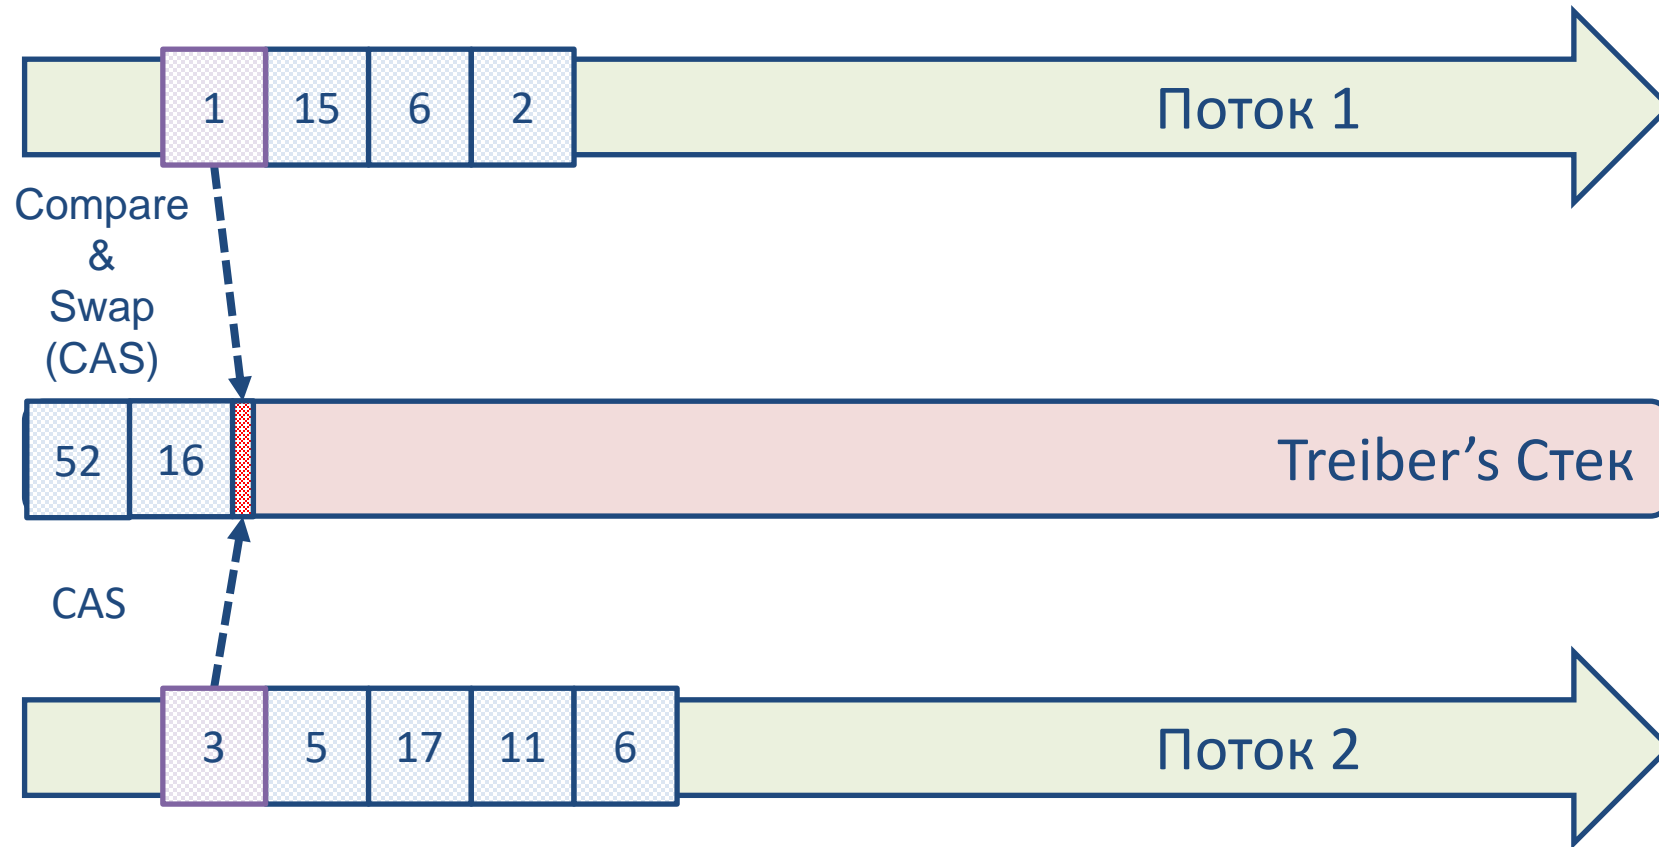 1 15 6 2 Поток 1
Compare
&
Swap
(CAS)
52 16 Treiber’s Стек
CAS
3 5 17 11 6 Поток 2